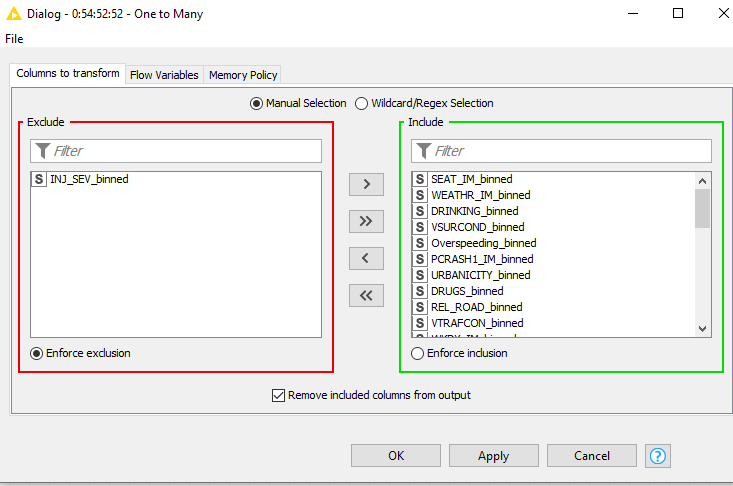 Dialog - 0:54:52:52 - One to Many
File
Columns to transform Flow Variables Memory Policy
Manual Selection Wildcard/Regex Selection
Exclude
Filter
S INJ_SEV_binned
Enforce exclusion
>
>>
<
<<
Include
Filter
S SEAT_IM_binned
S WEATHR_IM_binned
S DRINKING_binned
S VSURCOND_binned
S Overspeeding_binned
S PCRASH1_IM_binned
S URBANICITY_binned
S DRUGS_binned
S REL_ROAD_binned
S VTRAFCON_binned
Enforce inclusion
Remove included columns from output
OK Apply Cancel ?